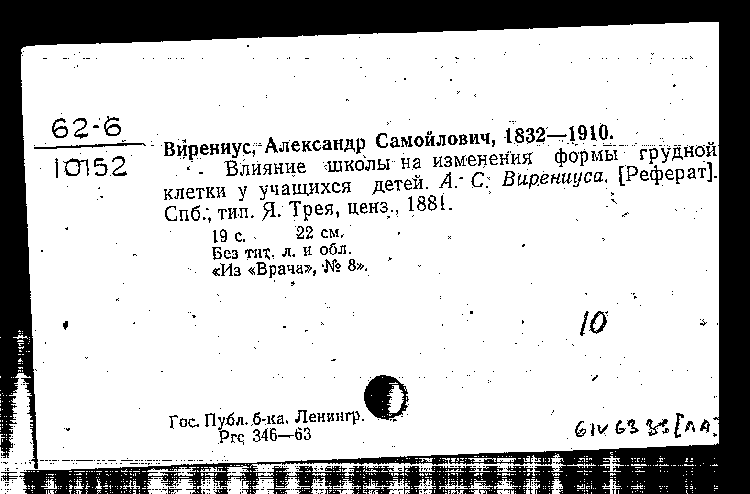 62-6
10152
Вирениус, Александр Самойлович, 1832—1910.
Влияние школы на изменения формы грудной
клетки у учащихся детей. А. С. Вирениуса. [Реферат].
Спб., тип. Я. Трея, ценз., 1881.
19 с. 22 см.
Без тит. л. и обл.
«Из «Врача», № 8».
10
Гос. Публ. б-ка. Ленингр.
Ргс 346—63